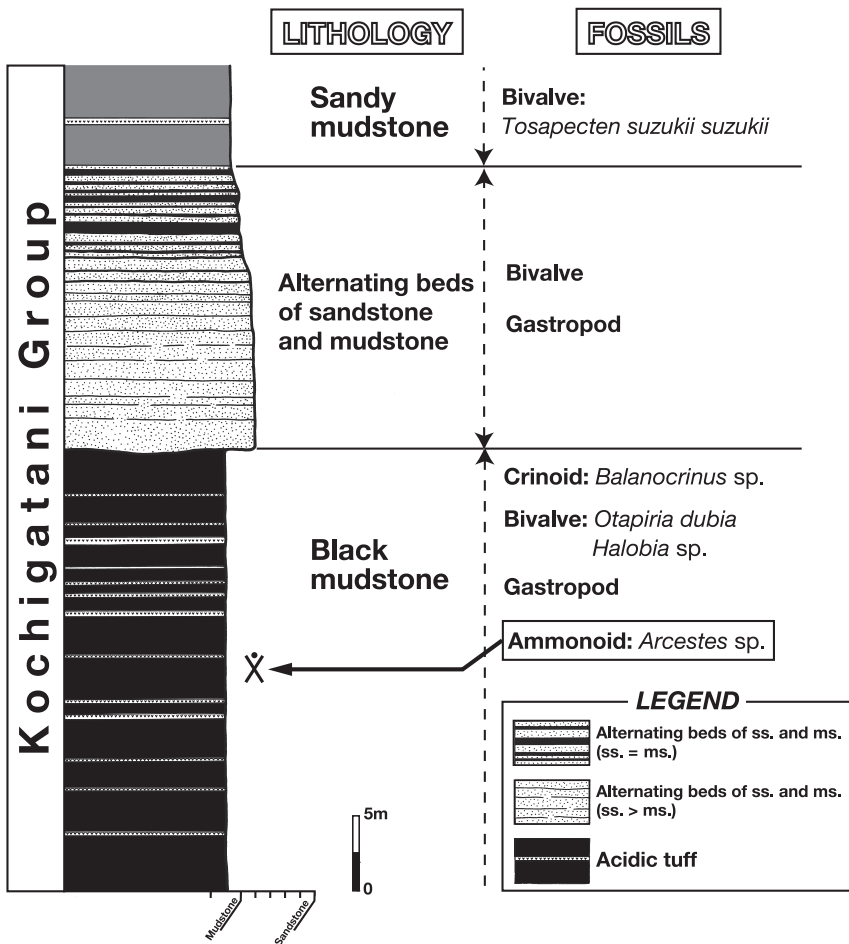 LITHOLOGY
FOSSILS
Kochigatani Group
Sandy
mudstone
Bivalve:
Tosapecten suzukii suzukii
Alternating beds
of sandstone
and mudstone
Bivalve
Gastropod
Black
mudstone
Crinoid: Balanocrinus sp.
Bivalve: Otapiria dubia
Halobia sp.
Gastropod
Ammonoid: Arcestes sp.
LEGEND
Alternating beds of ss. and ms.
(ss. = ms.)
Alternating beds of ss. and ms.
(ss. > ms.)
Acidic tuff
5m
0
Mudstone
Sandstone